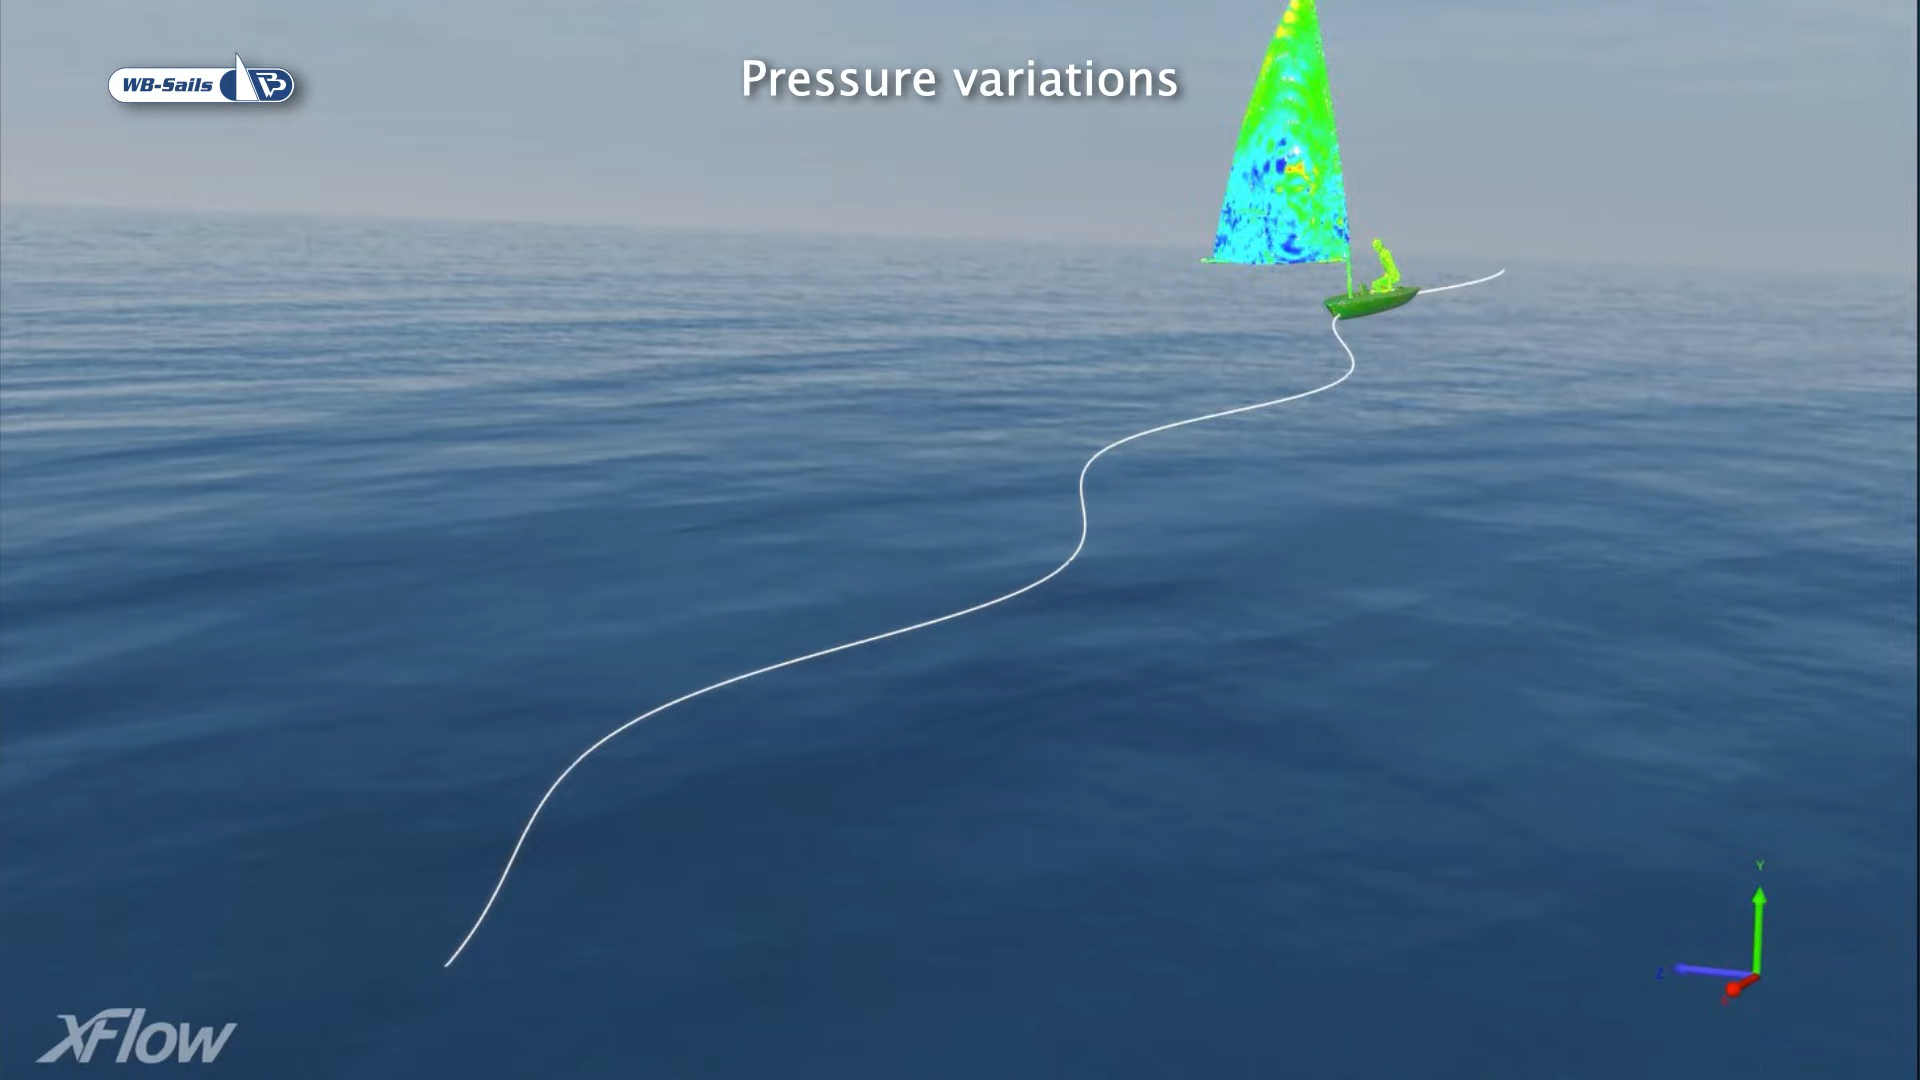 WB-Sails
Pressure variations
Y
Z
XFlow